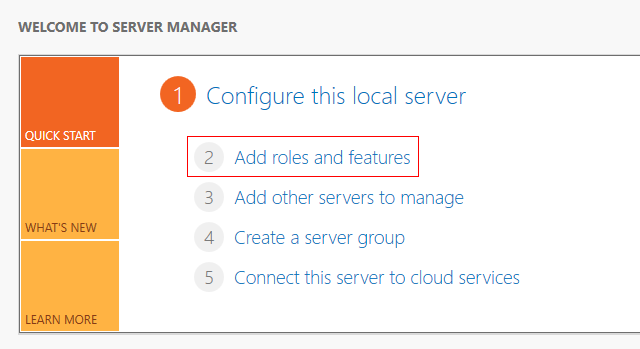 WELCOME TO SERVER MANAGER
QUICK START
WHAT'S NEW
LEARN MORE
1 Configure this local server
2 Add roles and features
3 Add other servers to manage
4 Create a server group
5 Connect this server to cloud services